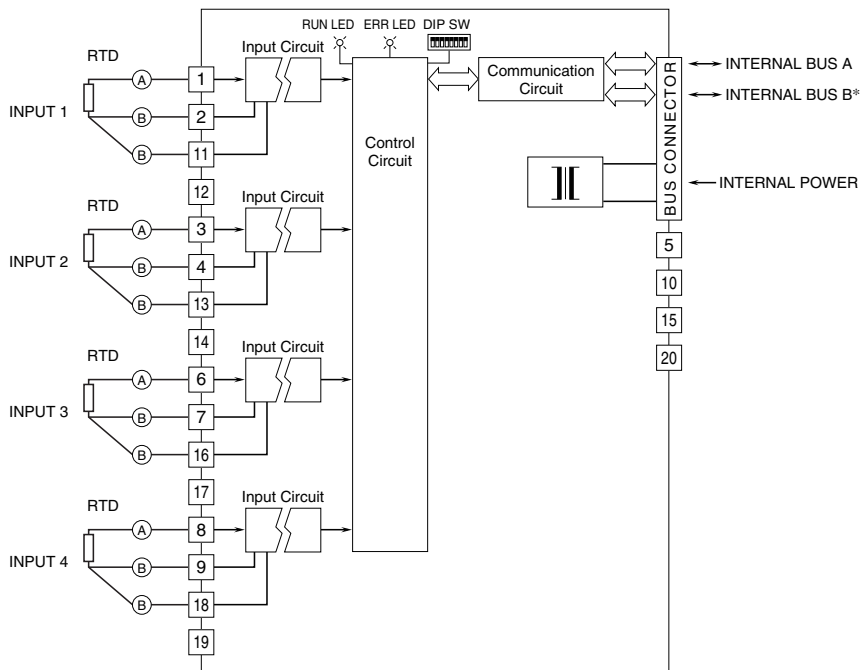 RUN LED ERR LED DIP SW
RTD
Input Circuit
INPUT 1
A
1
B
2
B
11
12
RTD
Input Circuit
INPUT 2
A
3
B
4
B
13
14
RTD
Input Circuit
INPUT 3
A
6
B
7
B
16
17
RTD
Input Circuit
INPUT 4
A
8
B
9
B
18
19
Control
Circuit
Communication
Circuit
BUS CONNECTOR
INTERNAL BUS A
INTERNAL BUS B*
INTERNAL POWER
5
10
15
20